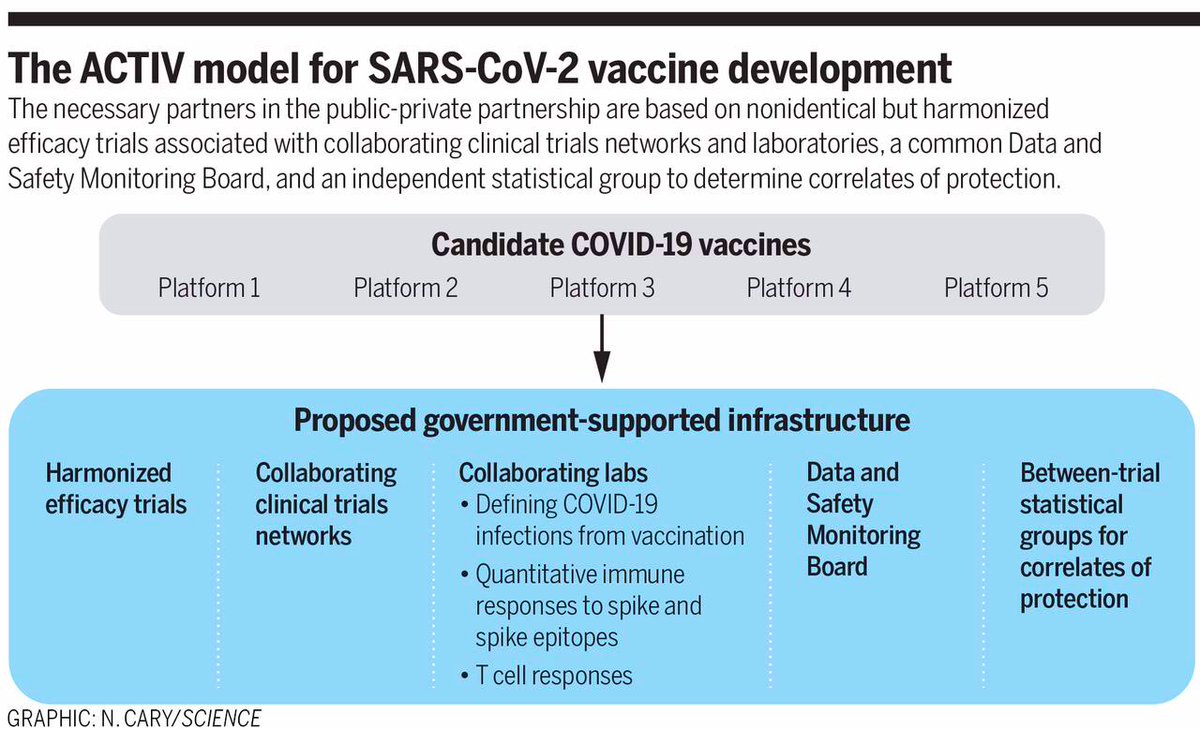 The ACTIV model for SARS-CoV-2 vaccine development
The necessary partners in the public-private partnership are based on nonidentical but harmonized
efficacy trials associated with collaborating clinical trials networks and laboratories, a common Data and
Safety Monitoring Board, and an independent statistical group to determine correlates of protection.
Candidate COVID-19 vaccines
Platform 1
Platform 2
Platform 3
Platform 4
Platform 5
Proposed government-supported infrastructure
Harmonized
efficacy trials
Collaborating
clinical trials
networks
Collaborating labs
• Defining COVID-19
infections from vaccination
• Quantitative immune
responses to spike and
spike epitopes
• T cell responses
Data and
Safety
Monitoring
Board
Between-trial
statistical
groups for
correlates of
protection
GRAPHIC: N. CARY/SCIENCE